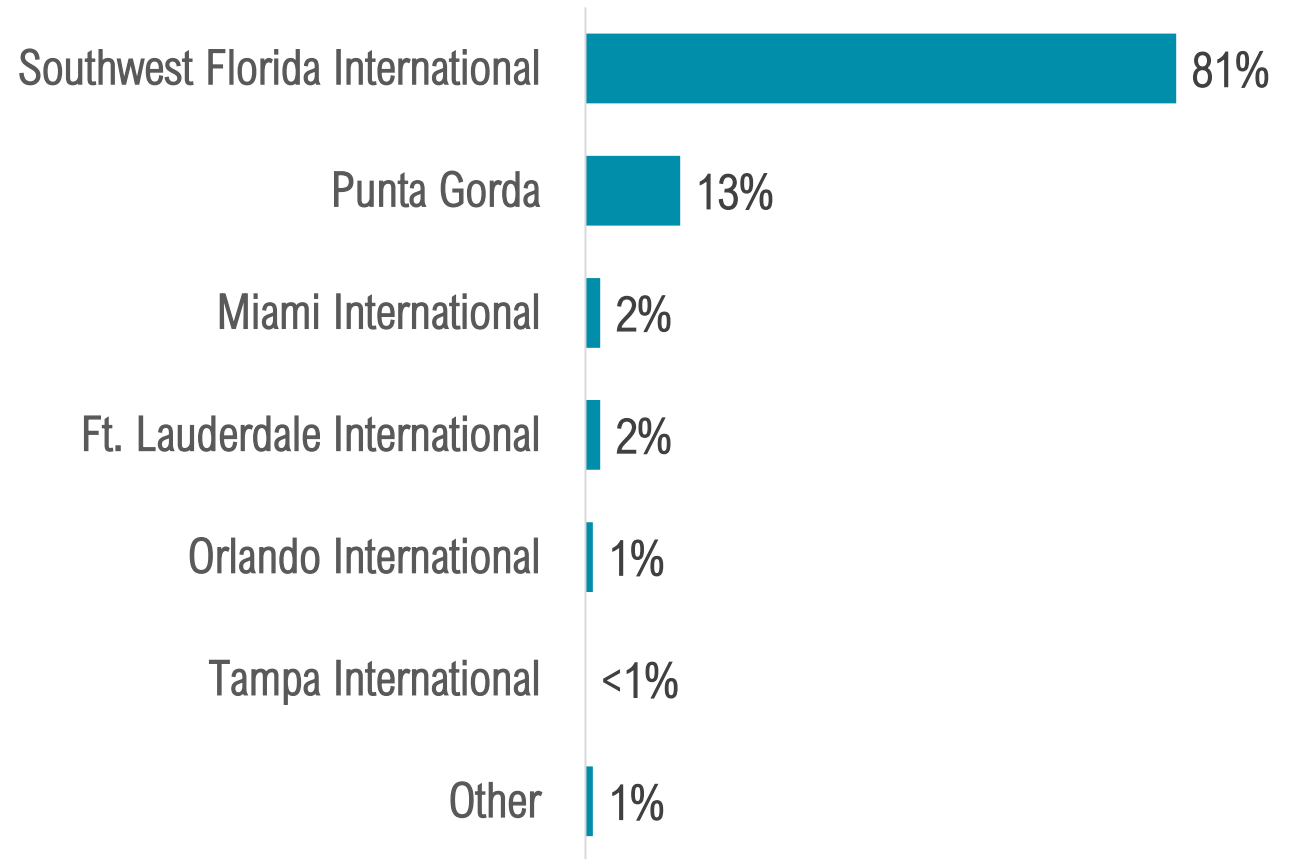 Southwest Florida International 81%
Punta Gorda 13%
Miami International 2%
Ft. Lauderdale International 2%
Orlando International 1%
Tampa International <1%
Other 1%